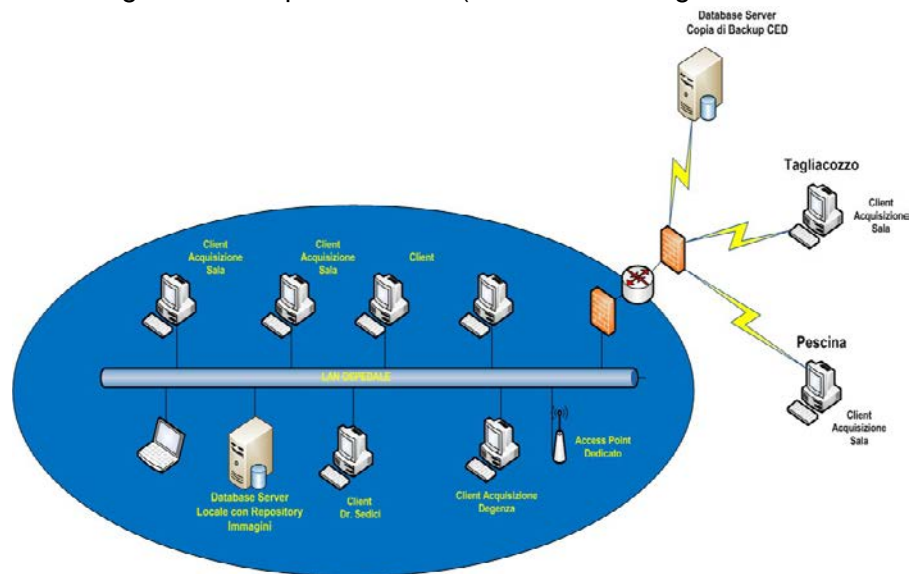 Database Server
Copia di Backup CED
Tagliacozzo
Client
Acquisizione
Sala
Client
Acquisizione
Sala
Client
Acquisizione
Sala
Client
Pescina
Client
Acquisizione
Sala
LAN OSPEDALE
Access Point
Dedicato
Database Server
Locale con Repository
Immagini
Client
Dr. Sedici
Client Acquisizione
Degenza